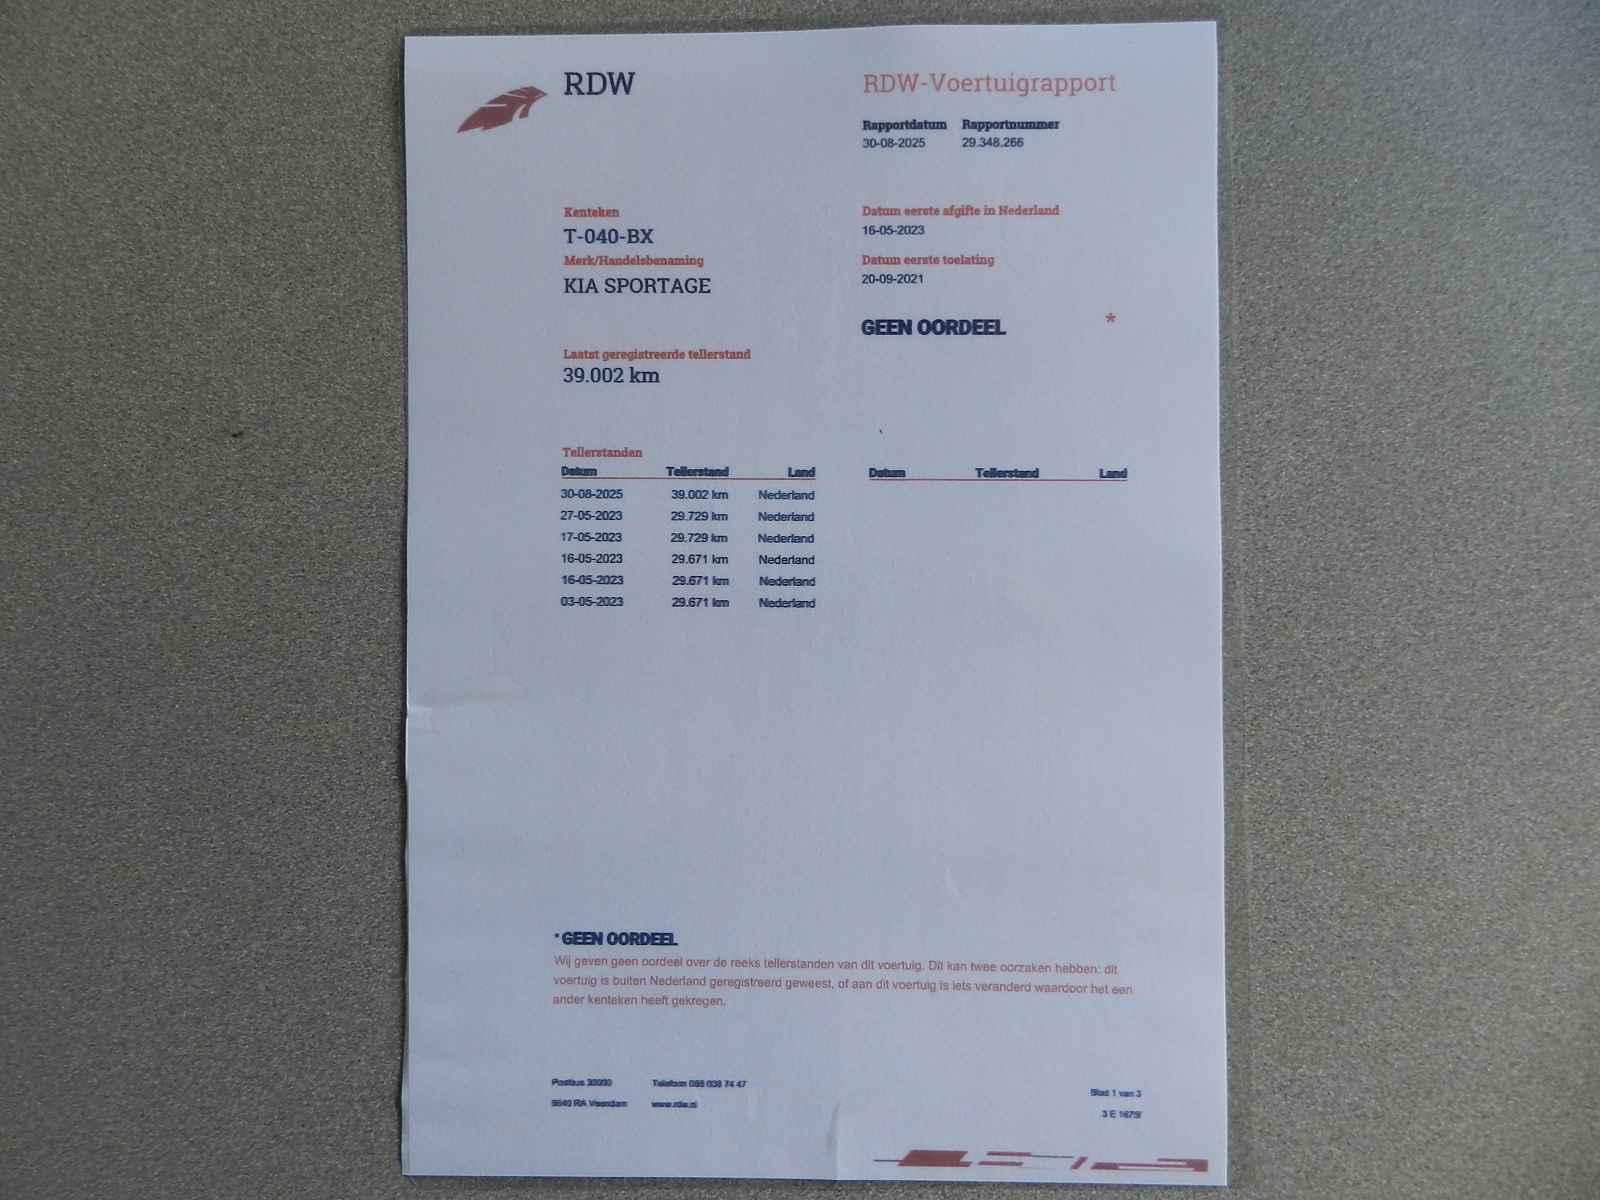 RDW
RDW-Voertuigrapport
Rapportdatum Rapportnummer
30-08-2025 29.348.266
Kenteken
T-040-BX
Merk/Handelsbenaming
KIA SPORTAGE
Datum eerste afgifte in Nederland
16-05-2023
Datum eerste toelating
20-09-2021
GEEN OORDEEL *
Laatst geregistreerde tellerstand
39.002 km
Tellerstanden
Datum Tellerstand Land
30-08-2025 39.002 km Nederland
27-05-2023 29.729 km Nederland
17-05-2023 29.729 km Nederland
16-05-2023 29.671 km Nederland
16-05-2023 29.671 km Nederland
03-05-2023 29.671 km Nederland
Datum Tellerstand Land
* GEEN OORDEEL
Wij geven geen oordeel over de reeks tellerstanden van dit voertuig. Dit kan twee oorzaken hebben: dit
voertuig is buiten Nederland geregistreerd geweest, of aan dit voertuig is iets veranderd waardoor het een
ander kenteken heeft gekregen.
Postbus 30000 Telefoon 088 008 74 47
9640 RA Veendam www.rdw.nl
Blad 1 van 3
3 E 1679f